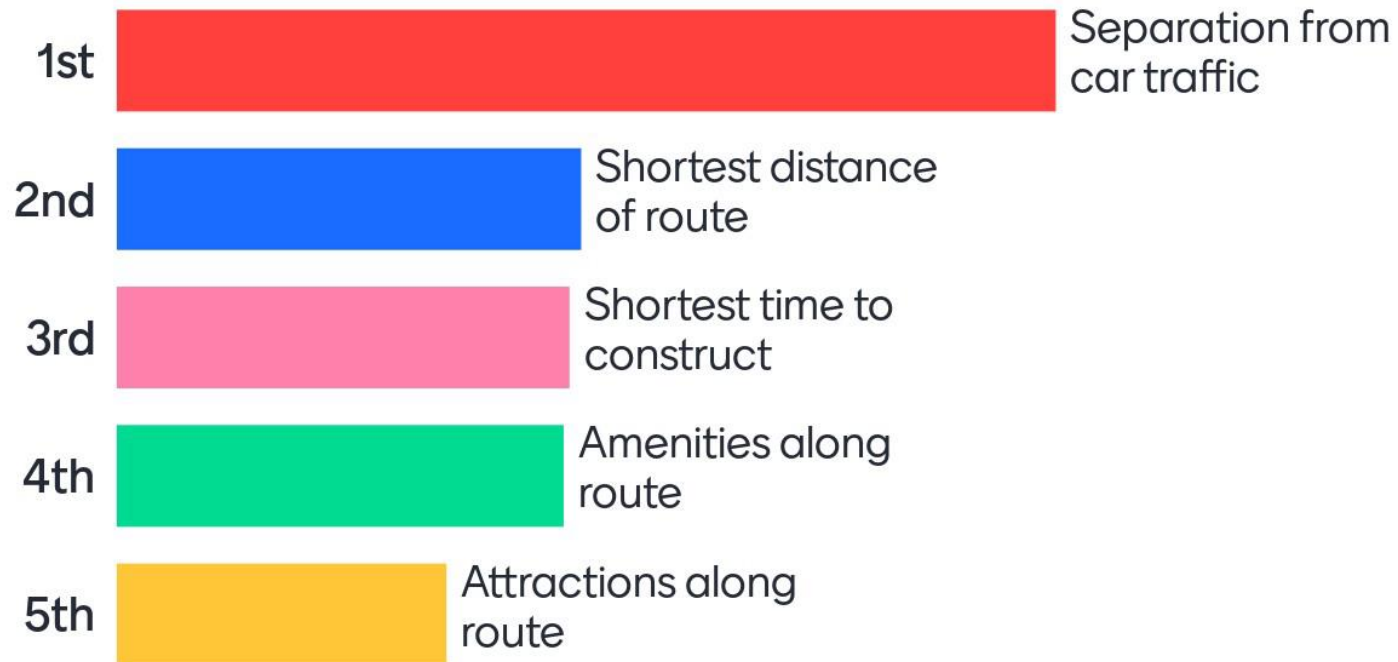 1st
Separation from
car traffic
2nd
Shortest distance
of route
3rd
Shortest time to
construct
4th
Amenities along
route
5th
Attractions along
route